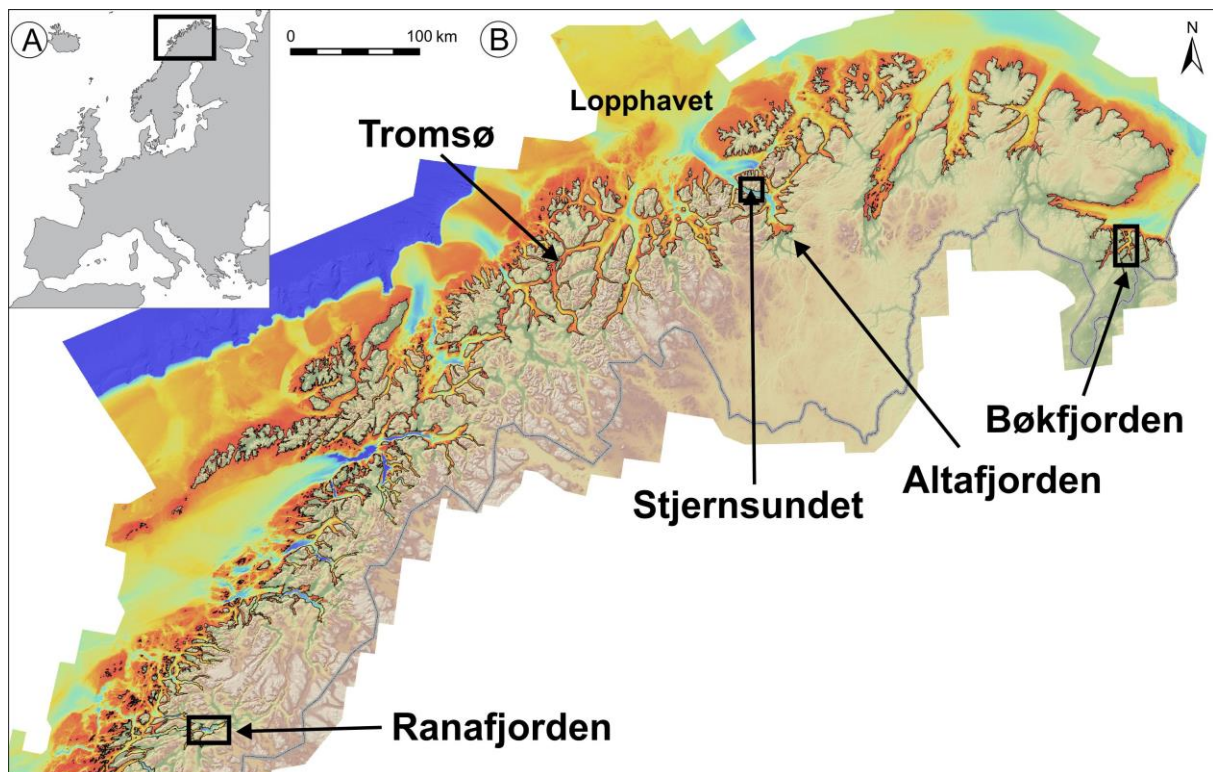 A
0 100 km
B
N
Lopphavet
Tromsø
Bøkfjorden
Altafjorden
Stjernsundet
Ranafjorden